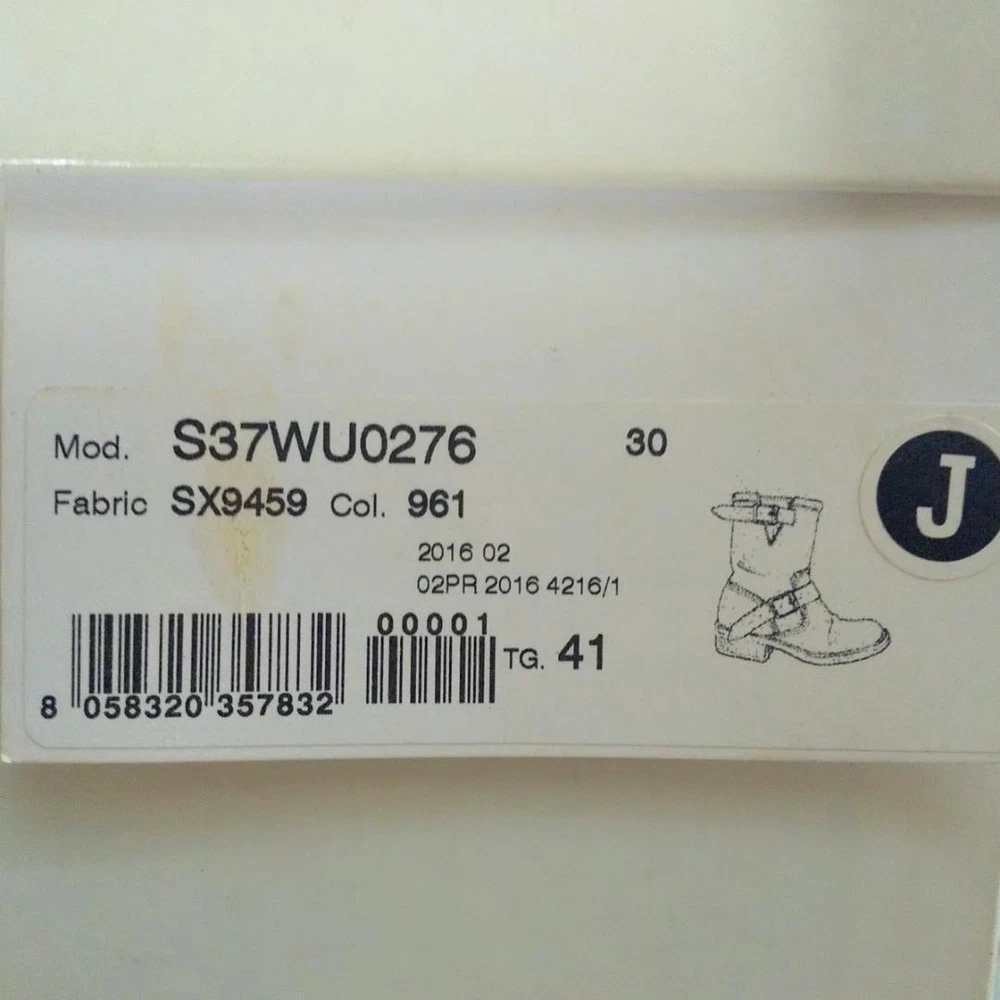 Mod. S37WU0276 30
Fabric SX9459 Col. 961
J
2016 02
02PR 2016 4216/1
00001
TG. 41
8 058320 357832